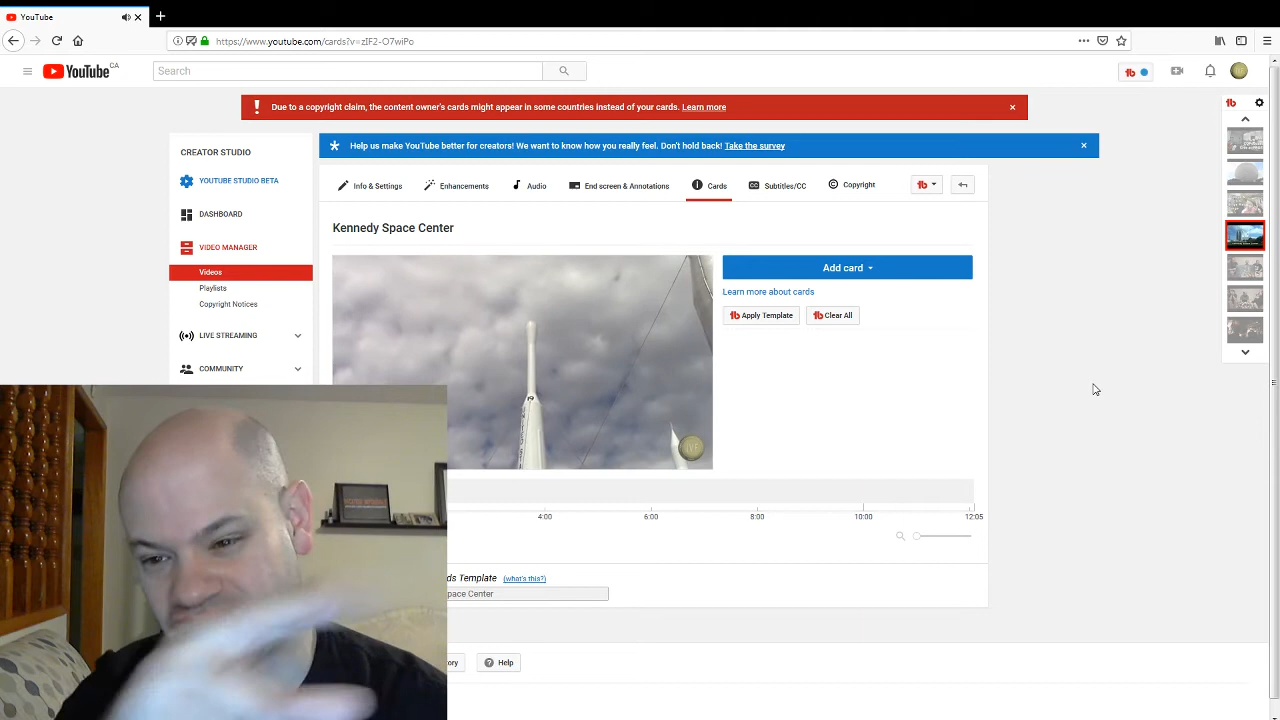 YouTube
https://www.youtube.com/cards?v=zIF2-O7wiPo
YouTube CA
Search
Due to a copyright claim, the content owner's cards might appear in some countries instead of your cards. Learn more
Help us make YouTube better for creators! We want to know how you really feel. Don't hold back! Take the survey
CREATOR STUDIO
YOUTUBE STUDIO BETA
DASHBOARD
VIDEO MANAGER
Videos
Playlists
Copyright Notices
LIVE STREAMING
COMMUNITY
Info & Settings
Enhancements
Audio
End screen & Annotations
Cards
Subtitles/CC
Copyright
Kennedy Space Center
Add card
Learn more about cards
Apply Template
Clear All
4:00
6:00
8:00
10:00
12:05
ds Template (what's this?)
pace Center
ory
Help